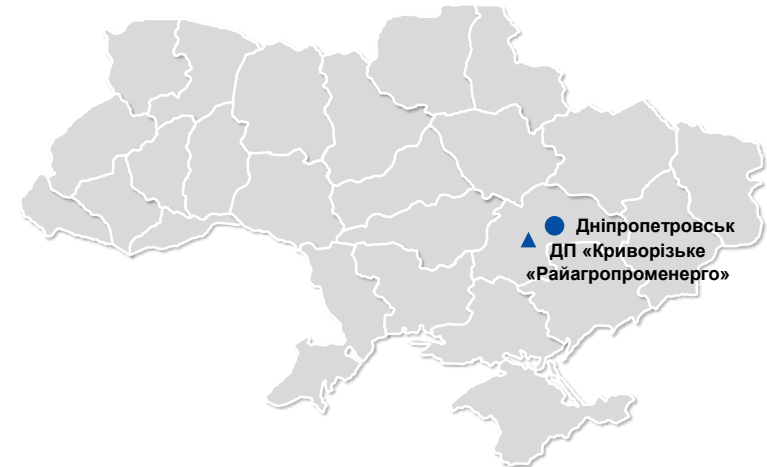 Дніпропетровськ
ДП «Криворізьке
«Райагропроменерго»